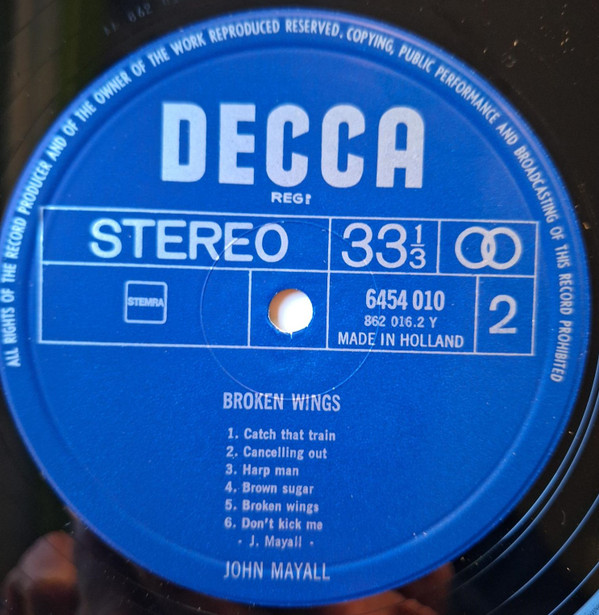 ALL RIGHTS OF THE RECORD PRODUCER AND OF THE OWNER OF THE WORK REPRODUCED RESERVED. COPYING, PUBLIC PERFORMANCE AND BROADCASTING OF THIS RECORD PROHIBITED
DECCA
REGD
STEREO
33 1/3
STEMRA
6454 010
862 016.2 Y
MADE IN HOLLAND
2
BROKEN WINGS
1. Catch that train
2. Cancelling out
3. Harp man
4. Brown sugar
5. Broken wings
6. Don't kick me
- J. Mayall -
JOHN MAYALL